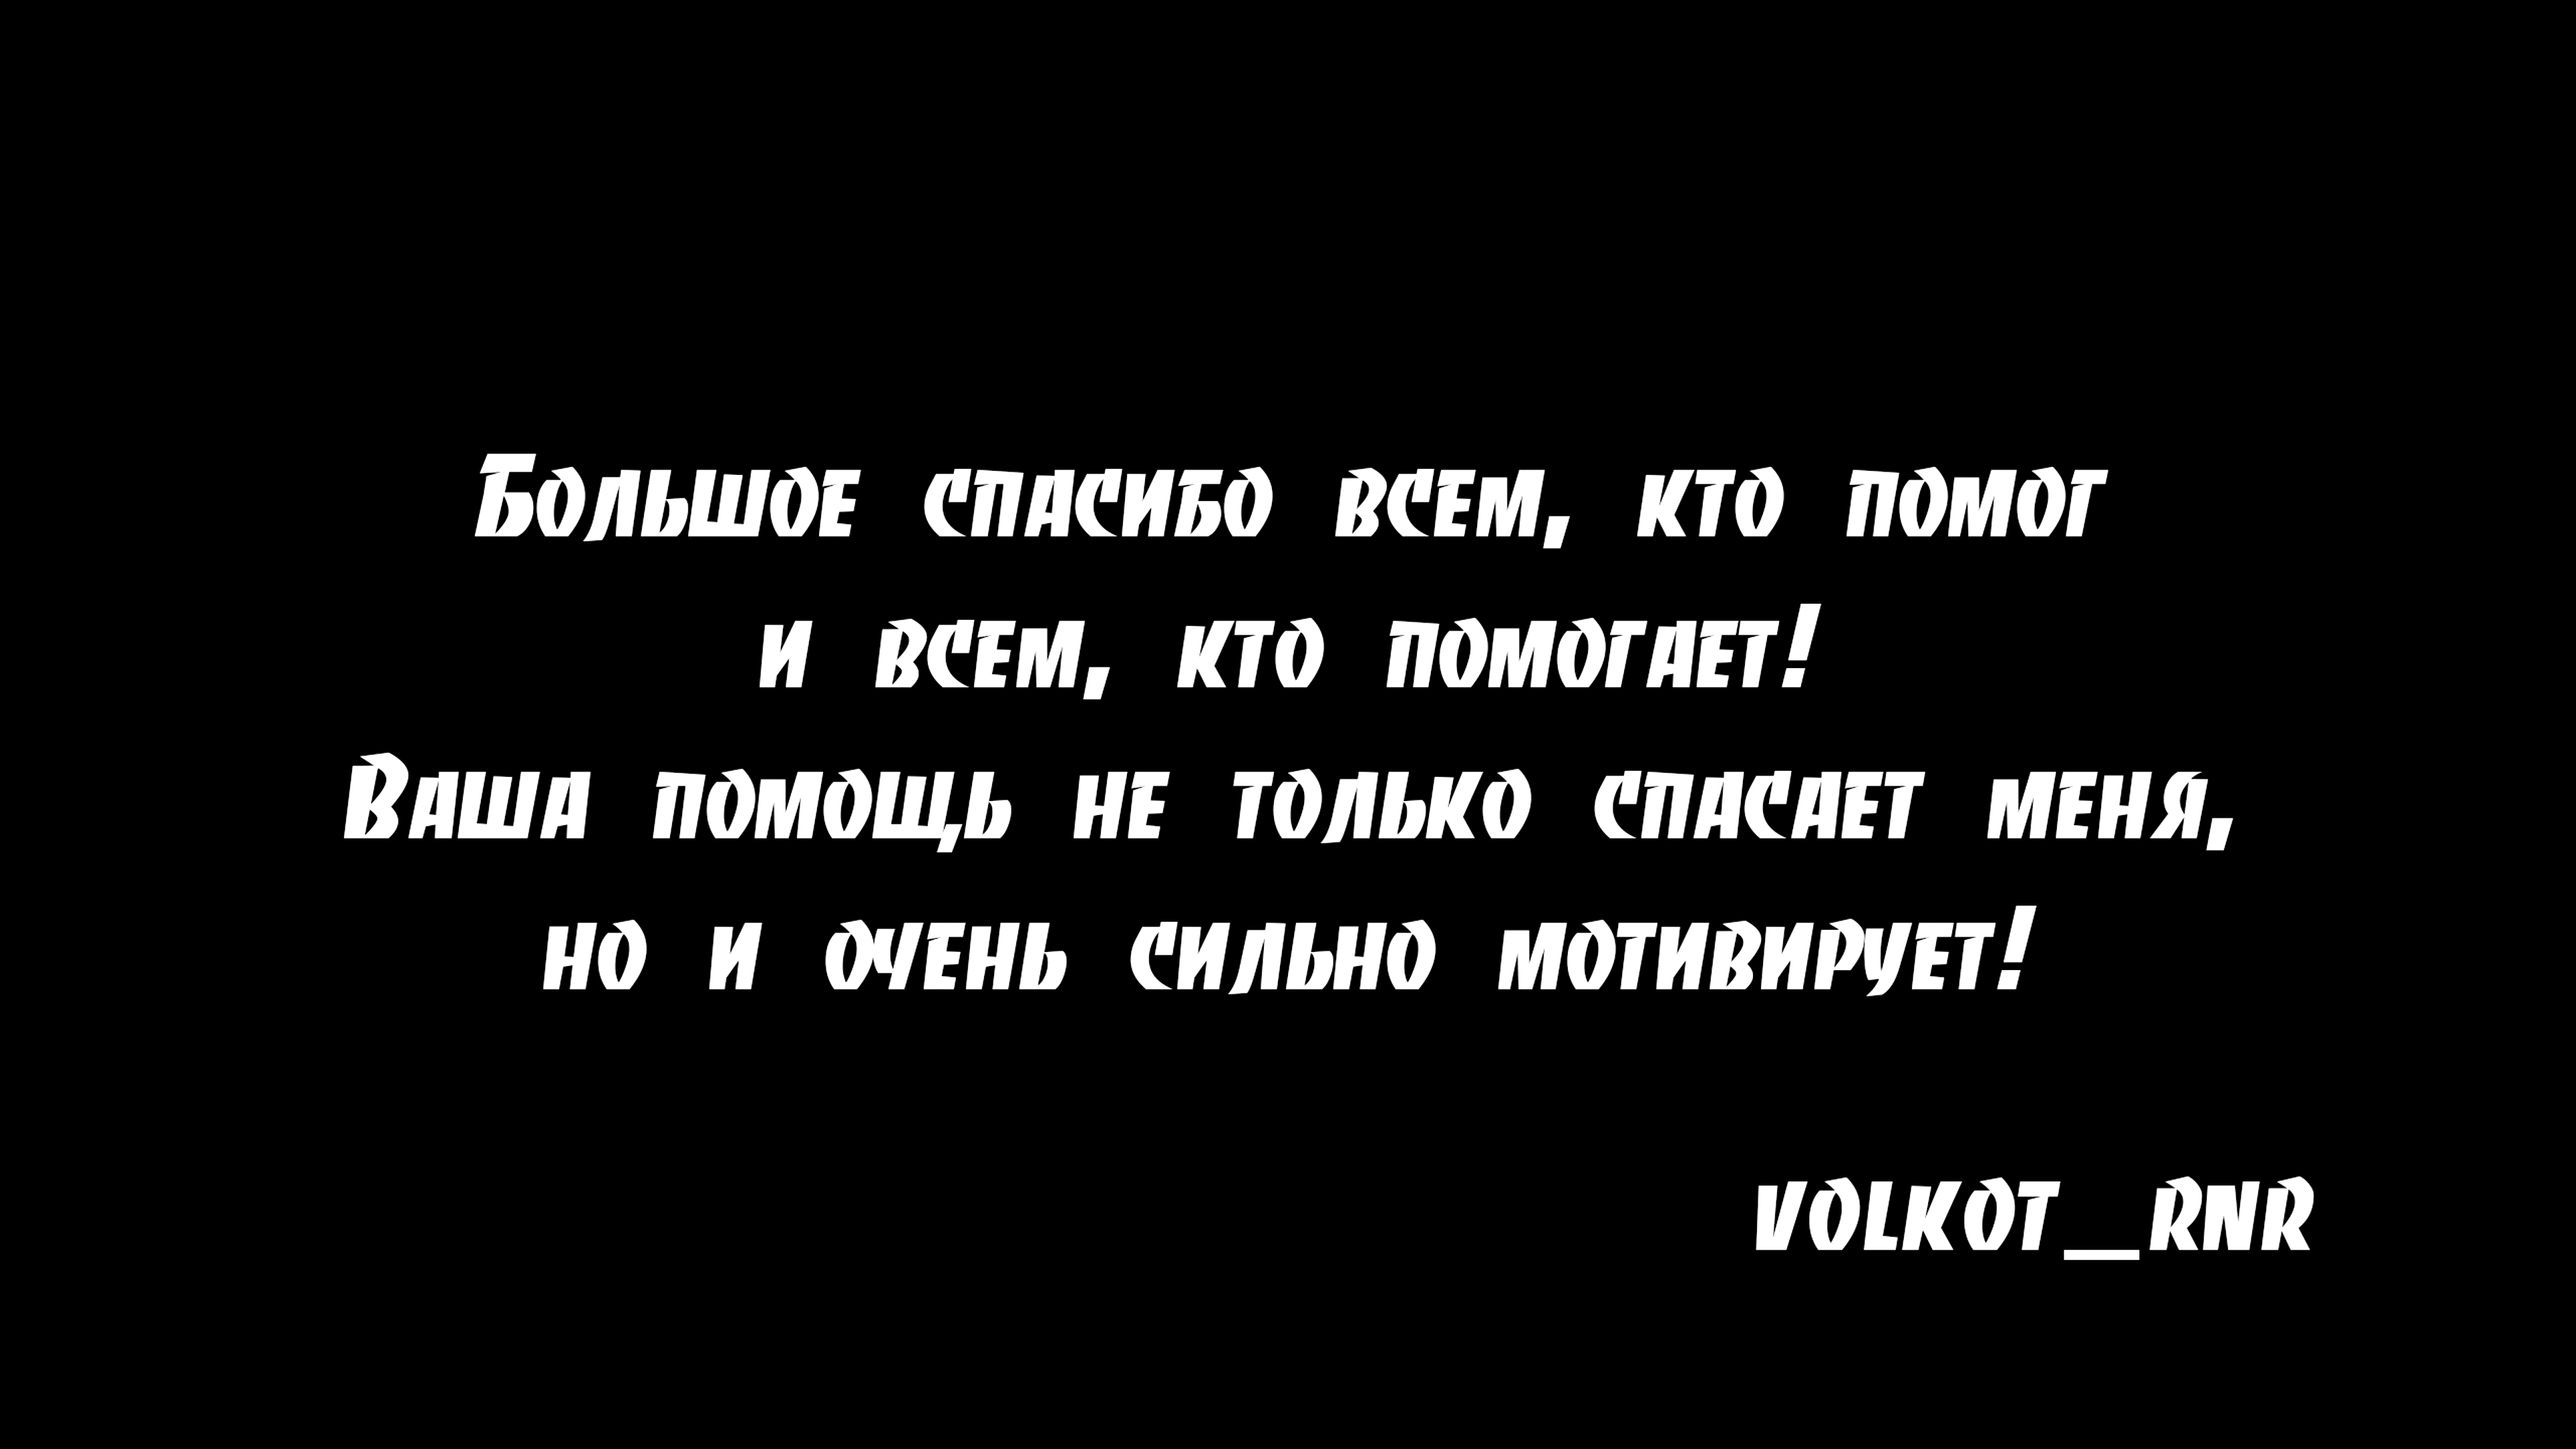 Большое спасибо всем, кто помог
и всем, кто помогает!
Ваша помощь не только спасает меня,
но и очень сильно мотивирует!
VOLKOT_RNR